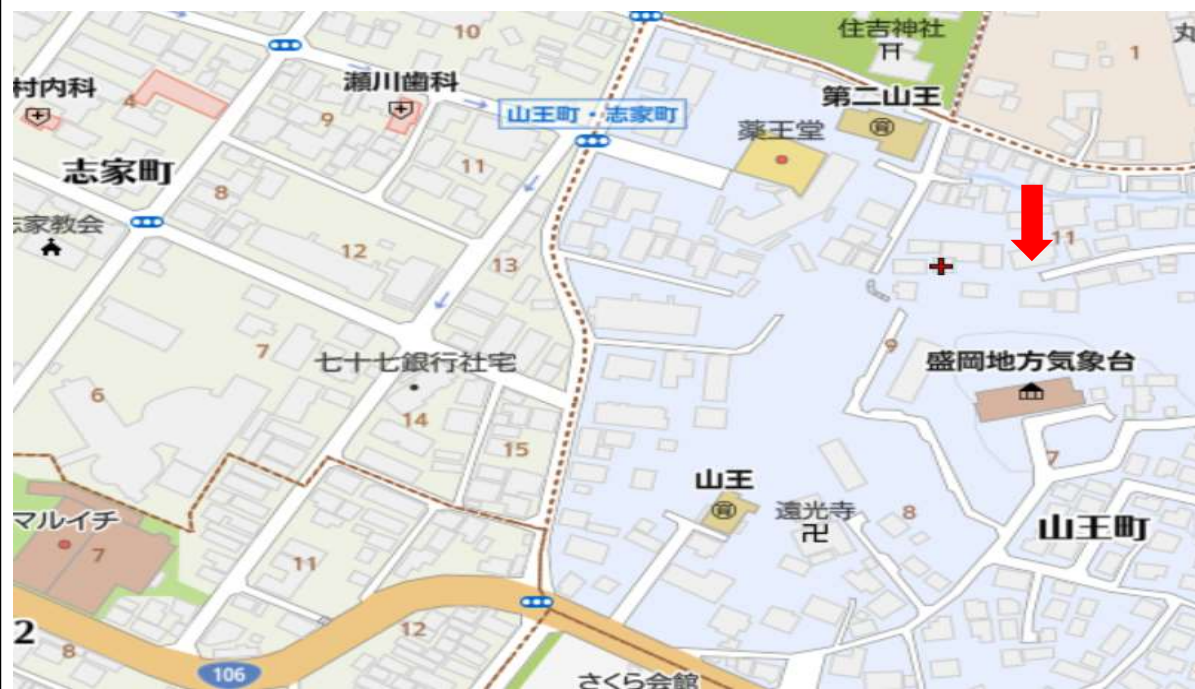 10
住吉神社
1
丸
村内科
4
瀬川歯科
9
山王町・志家町
第二山王
薬王堂
11
志家町
8
志家教会
12
13
11
7
七十七銀行社宅
9
盛岡地方気象台
6
14
15
7
山王
遠光寺
8
山王町
マルイチ
7
11
12
2
8
106
さくら会館